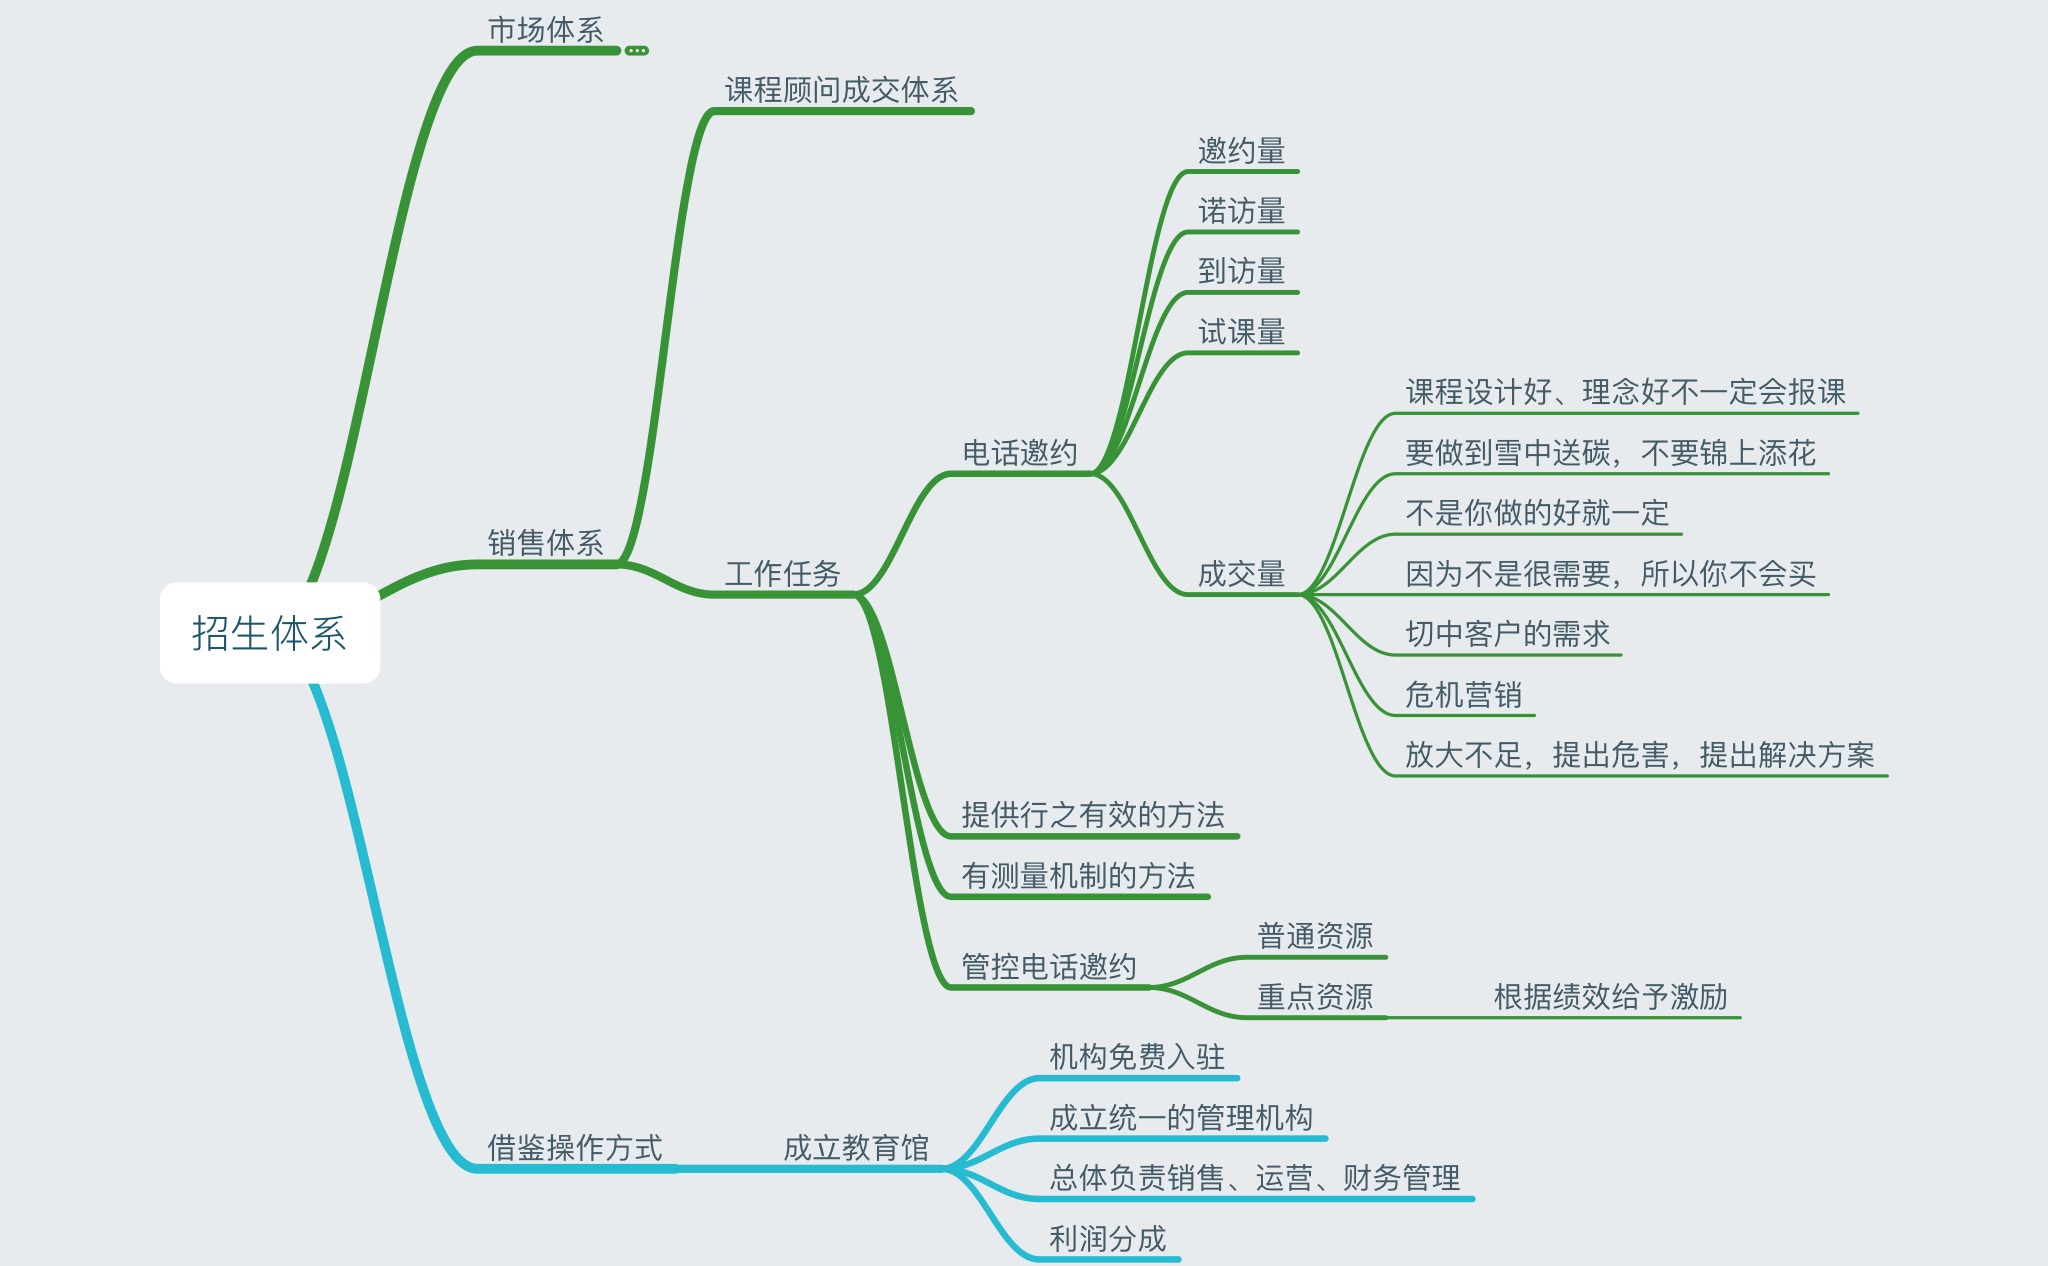 市场体系
课程顾问成交体系
邀约量
诺访量
到访量
试课量
课程设计好、理念好不一定会报课
电话邀约
要做到雪中送碳，不要锦上添花
不是你做的好就一定
销售体系
工作任务
成交量
因为不是很需要，所以你不会买
招生体系
切中客户的需求
危机营销
放大不足，提出危害，提出解决方案
提供行之有效的方法
有测量机制的方法
管控电话邀约
普通资源
重点资源
根据绩效给予激励
机构免费入驻
成立统一的管理机构
借鉴操作方式
成立教育馆
总体负责销售、运营、财务管理
利润分成